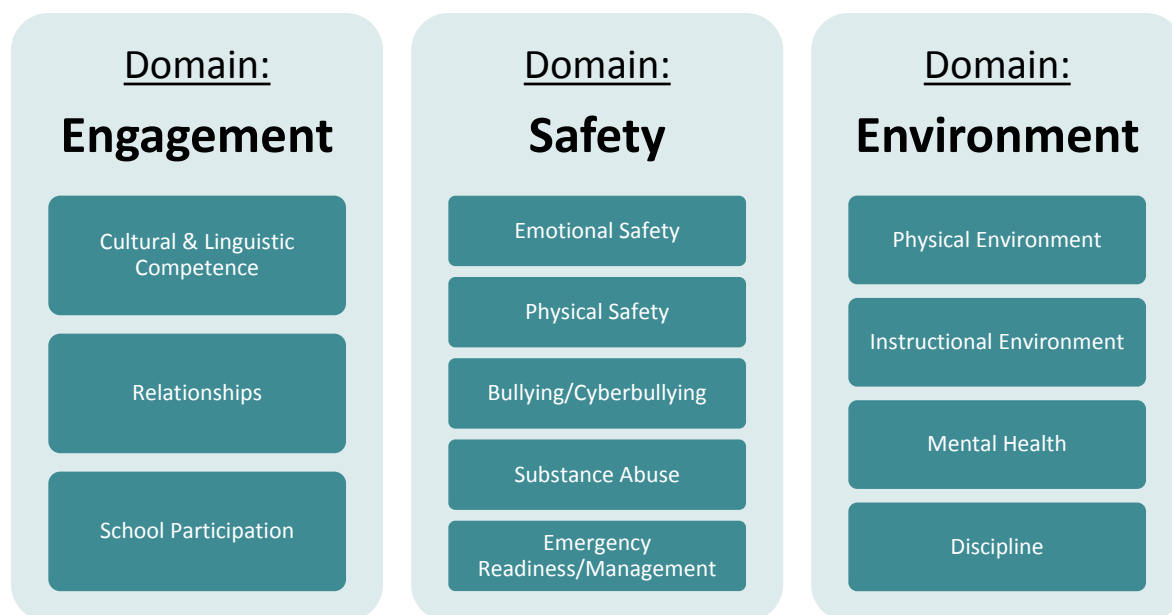 Domain:
Engagement
Cultural & Linguistic
Competence
Relationships
School Participation
Domain:
Safety
Emotional Safety
Physical Safety
Bullying/Cyberbullying
Substance Abuse
Emergency
Readiness/Management
Domain:
Environment
Physical Environment
Instructional Environment
Mental Health
Discipline